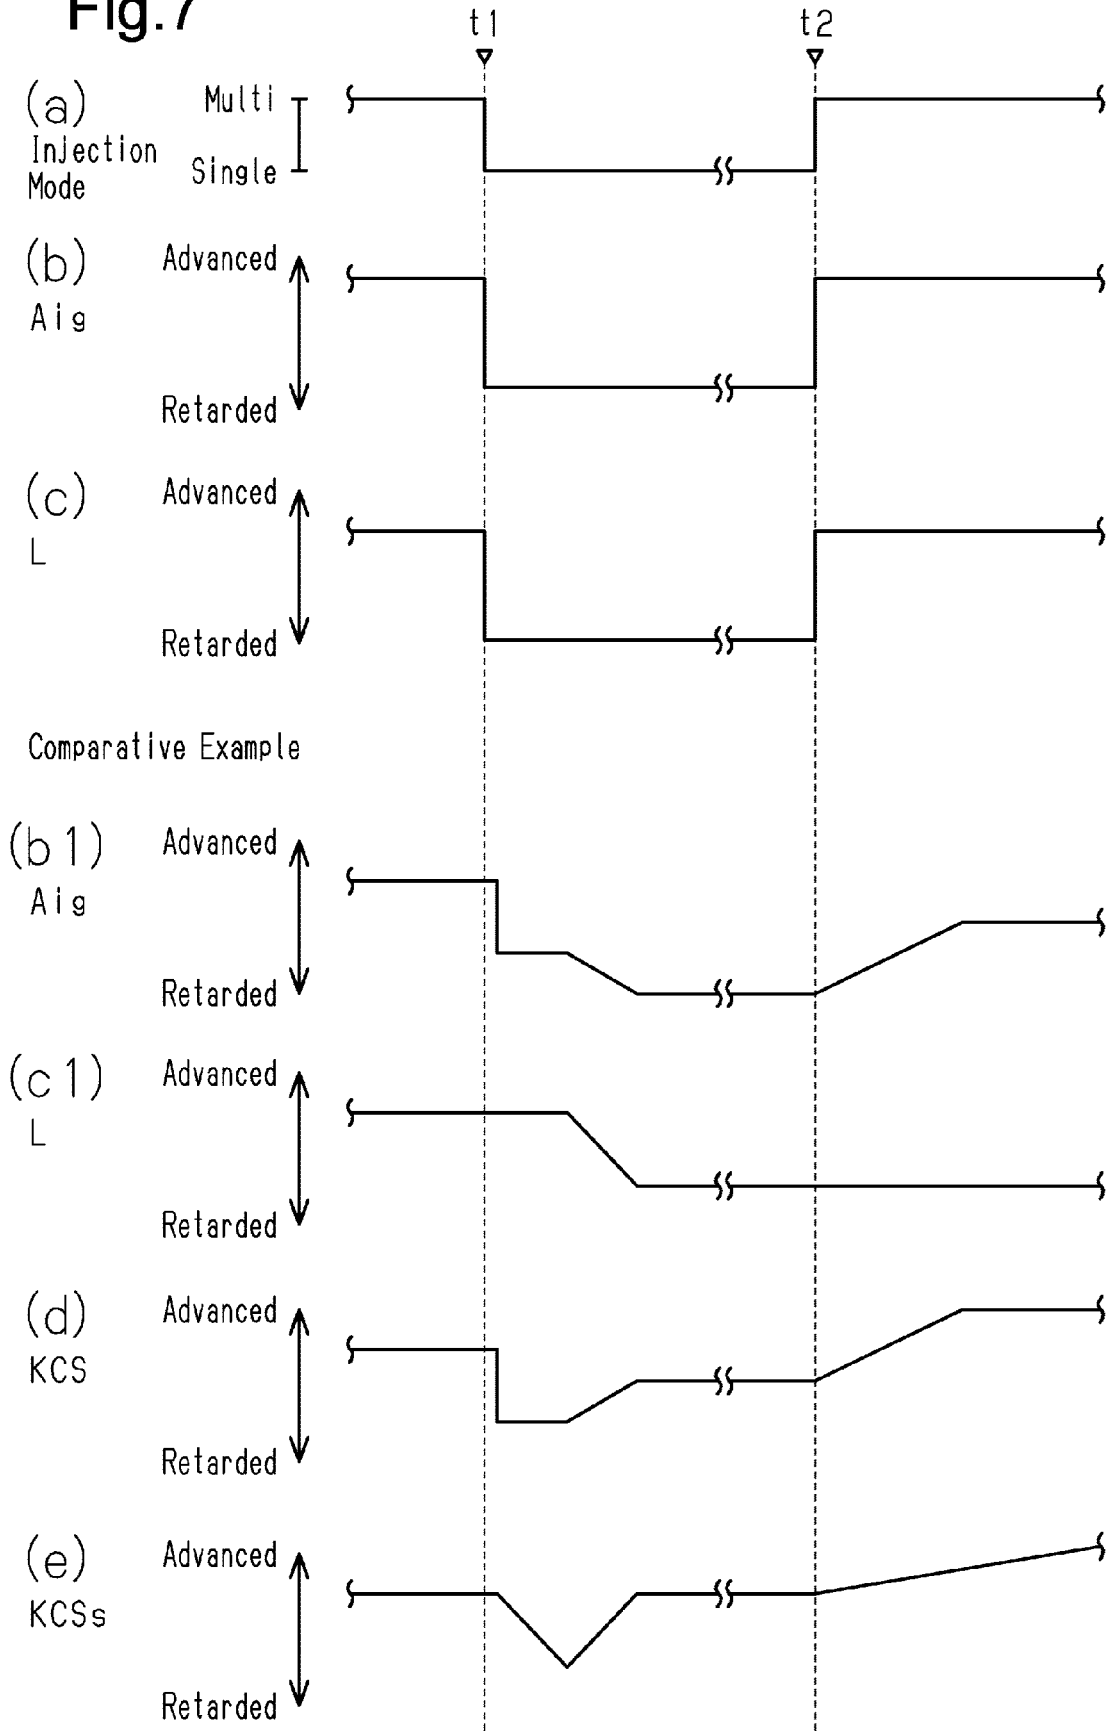 Fig.7
t1 t2
(a) Multi
Injection
Mode Single
(b) Advanced
Aig
Retarded
(c) Advanced
L
Retarded
Comparative Example
(b1) Advanced
Aig
Retarded
(c1) Advanced
L
Retarded
(d) Advanced
KCS
Retarded
(e) Advanced
KCSs
Retarded